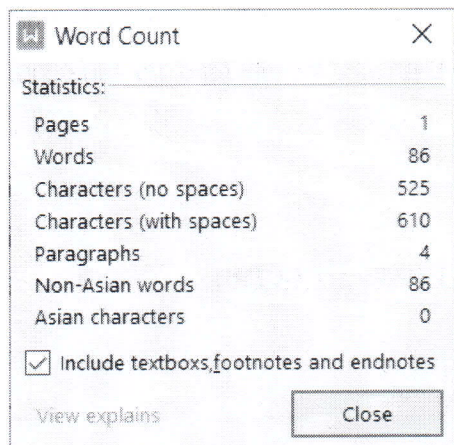 W Word Count
Statistics:
Pages 1
Words 86
Characters (no spaces) 525
Characters (with spaces) 610
Paragraphs 4
Non-Asian words 86
Asian characters 0
Include textboxs,footnotes and endnotes
View explains Close